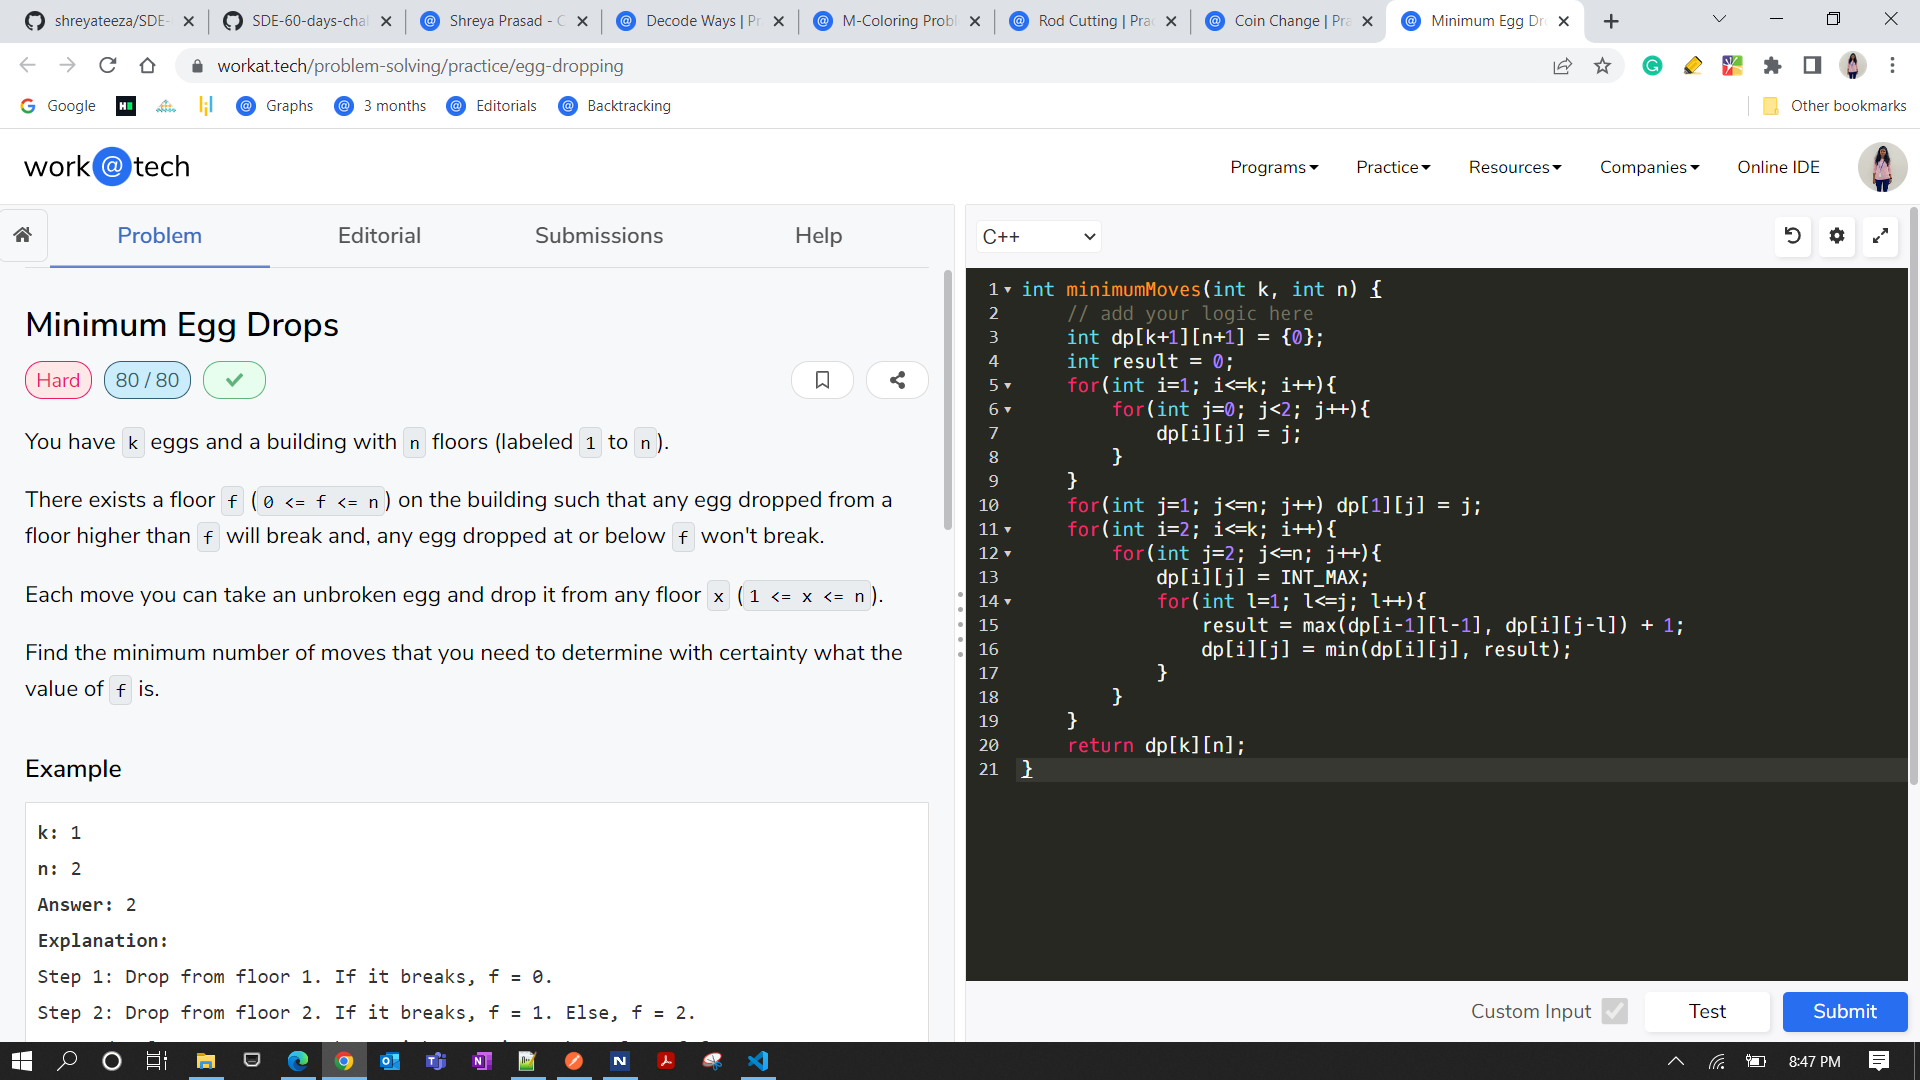 shreyateeza/SDE-
SDE-60-days-chal
Shreya Prasad - C
Decode Ways | Pr
M-Coloring Probl
Rod Cutting | Prac
Coin Change | Pra
Minimum Egg Dro
workat.tech/problem-solving/practice/egg-dropping
Google
Graphs
3 months
Editorials
Backtracking
Other bookmarks
work@tech
Programs
Practice
Resources
Companies
Online IDE
Problem
Editorial
Submissions
Help
C++
Minimum Egg Drops
Hard
80 / 80
You have k eggs and a building with n floors (labeled 1 to n).
There exists a floor f (0 <= f <= n) on the building such that any egg dropped from a
floor higher than f will break and, any egg dropped at or below f won't break.
Each move you can take an unbroken egg and drop it from any floor x (1 <= x <= n).
Find the minimum number of moves that you need to determine with certainty what the
value of f is.
Example
k: 1
n: 2
Answer: 2
Explanation:
Step 1: Drop from floor 1. If it breaks, f = 0.
Step 2: Drop from floor 2. If it breaks, f = 1. Else, f = 2.
1 int minimumMoves(int k, int n) {
2 // add your logic here
3 int dp[k+1][n+1] = {0};
4 int result = 0;
5 for(int i=1; i<=k; i++){
6 for(int j=0; j<2; j++){
7 dp[i][j] = j;
8 }
9 }
10 for(int j=1; j<=n; j++) dp[1][j] = j;
11 for(int i=2; i<=k; i++){
12 for(int j=2; j<=n; j++){
13 dp[i][j] = INT_MAX;
14 for(int l=1; l<=j; l++){
15 result = max(dp[i-1][l-1], dp[i][j-l]) + 1;
16 dp[i][j] = min(dp[i][j], result);
17 }
18 }
19 }
20 return dp[k][n];
21 }
Custom Input
Test
Submit
8:47 PM